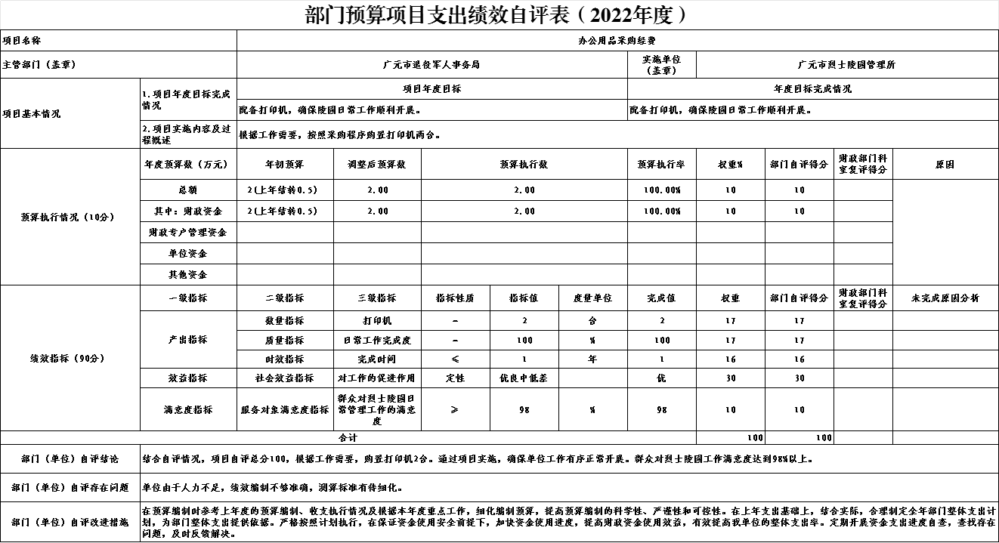 部门预算项目支出绩效自评表（2022年度）
项目名称 办公用品采购经费
主管部门（盖章） 广元市退役军人事务局 实施单位（盖章） 广元市烈士陵园管理所
项目基本情况 1.项目年度目标完成情况 项目年度目标 年度目标完成情况
配备打印机，确保陵园日常工作顺利开展。 配备打印机，确保陵园日常工作顺利开展。
2.项目实施内容及过程概述 根据工作需要，按照采购程序购置打印机两台。
预算执行情况（10分） 年度预算数（万元） 年初预算 调整后预算数 预算执行数 预算执行率 权重% 部门自评得分 财政部门科室复评得分 原因
总额 2(上年结转0.5) 2.00 2.00 100.00% 10 10
其中：财政资金 2(上年结转0.5) 2.00 2.00 100.00% 10 10
财政专户管理资金
单位资金
其他资金
绩效指标（90分） 一级指标 二级指标 三级指标 指标性质 指标值 度量单位 完成值 权重 部门自评得分 财政部门科室复评得分 未完成原因分析
产出指标 数量指标 打印机 － 2 台 2 17 17
质量指标 日常工作完成度 － 100 % 100 17 17
时效指标 完成时间 ≤ 1 年 1 16 16
效益指标 社会效益指标 对工作的促进作用 定性 优良中低差 优 30 30
满意度指标 服务对象满意度指标 群众对烈士陵园日常管理工作的满意度 ≥ 98 % 98 10 10
合计 100 100
部门（单位）自评结论 结合自评情况，项目自评总分100，根据工作需要，购置打印机2台。通过项目实施，确保单位工作有序正常开展。群众对烈士陵园工作满意度达到98%以上。
部门（单位）自评存在问题 单位由于人力不足，绩效编制不够准确，测算标准有待细化。
部门（单位）自评改进措施 在预算编制时参考上年度的预算编制、收支执行情况及根据本年度重点工作，细化编制预算，提高预算编制的科学性、严谨性和可控性。在上年支出基础上，结合实际，合理制定全年部门整体支出计
划，为部门整体支出提供依据。严格按照计划执行，在保证资金使用安全前提下，加快资金使用进度，提高财政资金使用效益，有效提高我单位的整体支出率。定期开展资金支出进度自查，查找存在
问题，及时反馈解决。